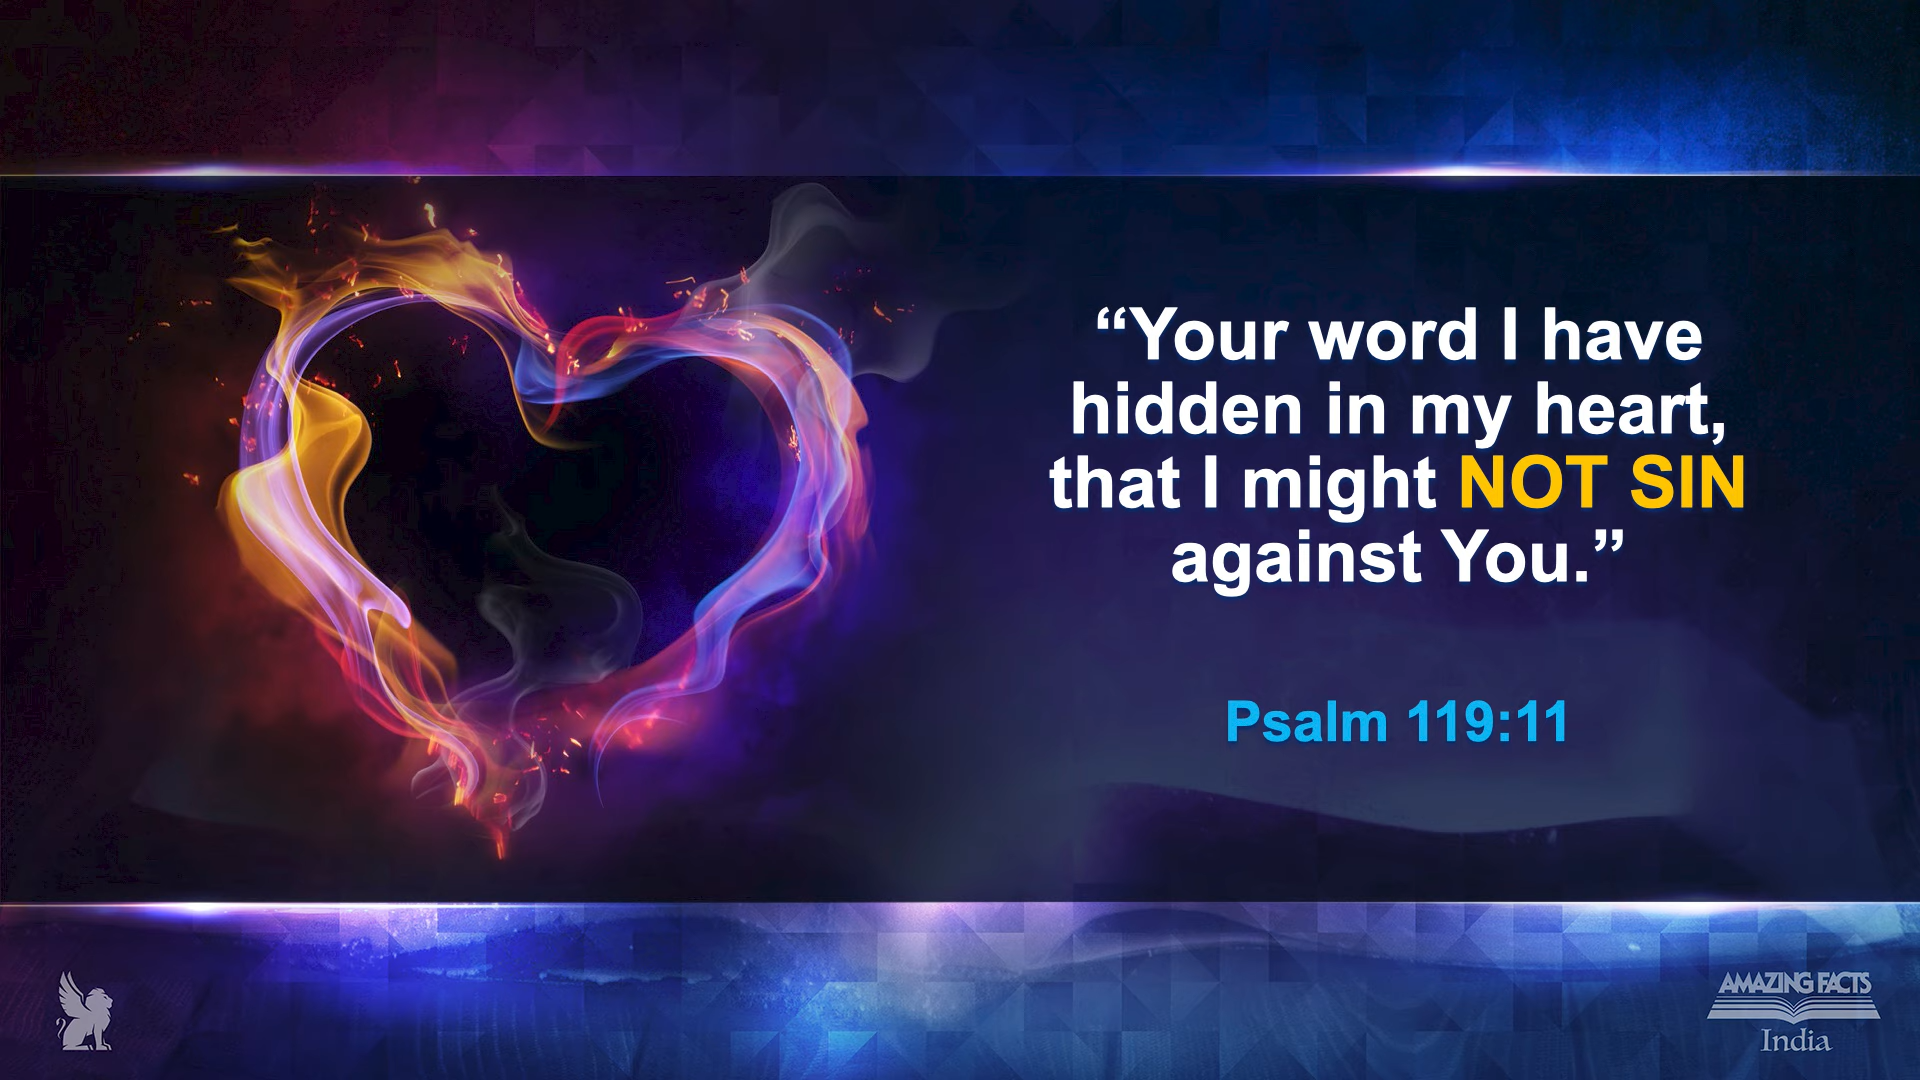 “Your word I have
hidden in my heart,
that I might NOT SIN
against You.”
Psalm 119:11
AMAZING FACTS
India